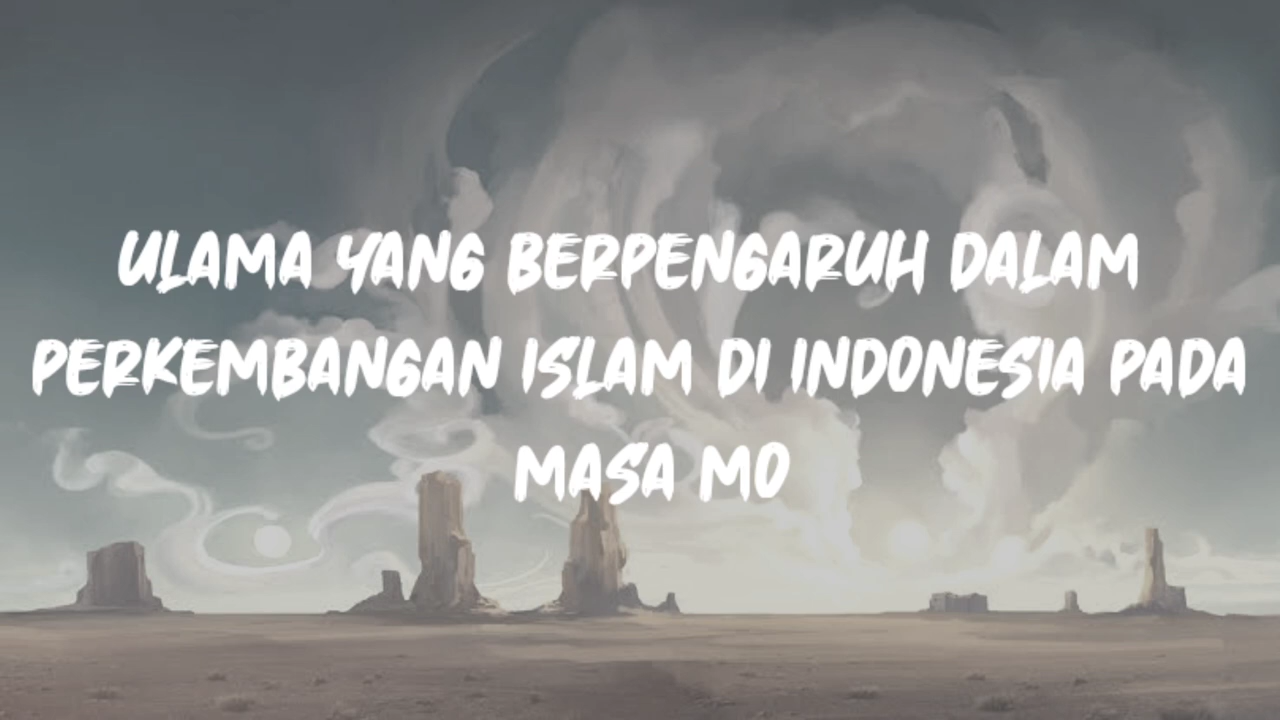 ULAMA YANG BERPENGARUH DALAM
PERKEMBANGAN ISLAM DI INDONESIA PADA
MASA MO